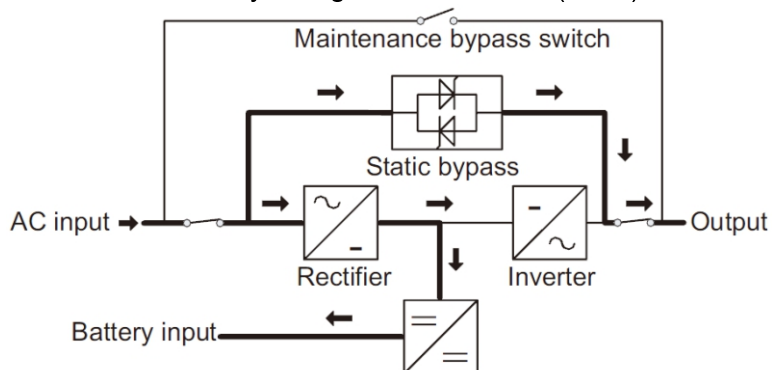 Maintenance bypass switch
Static bypass
AC input
Output
Rectifier
Inverter
Battery input